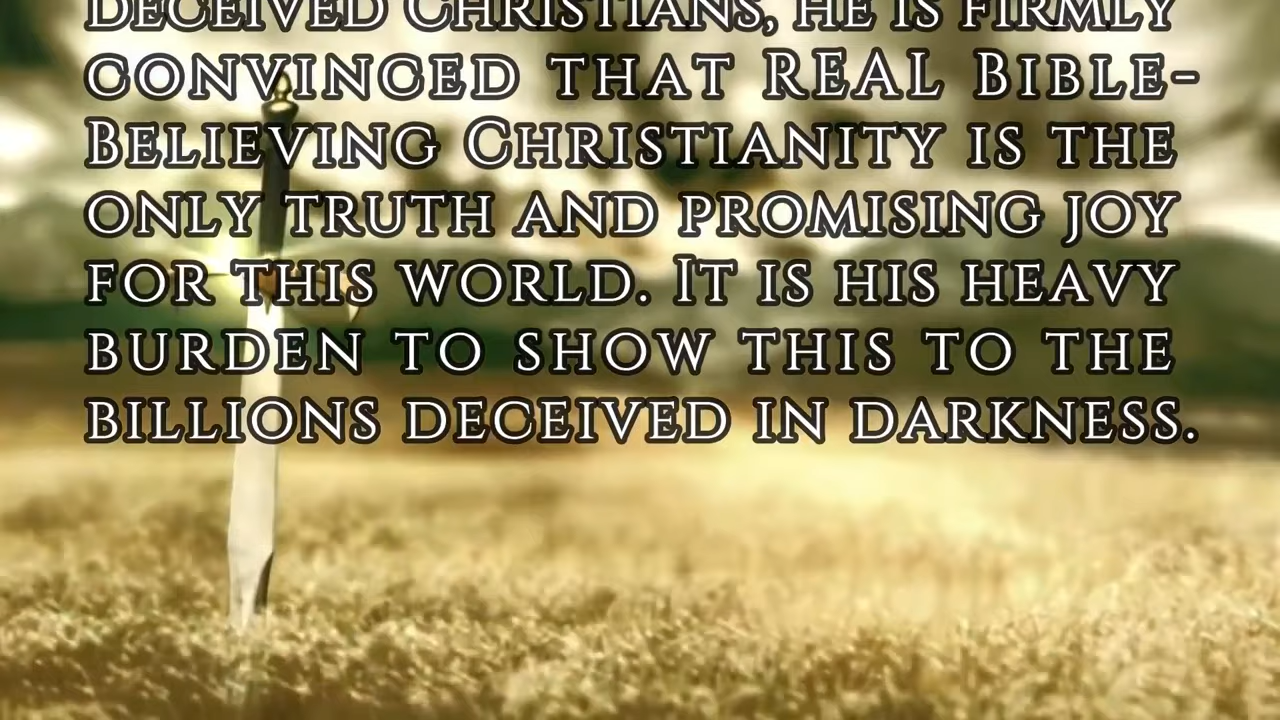 DECEIVED CHRISTIANS, HE IS FIRMLY
CONVINCED THAT REAL BIBLE-
BELIEVING CHRISTIANITY IS THE
ONLY TRUTH AND PROMISING JOY
FOR THIS WORLD. IT IS HIS HEAVY
BURDEN TO SHOW THIS TO THE
BILLIONS DECEIVED IN DARKNESS.